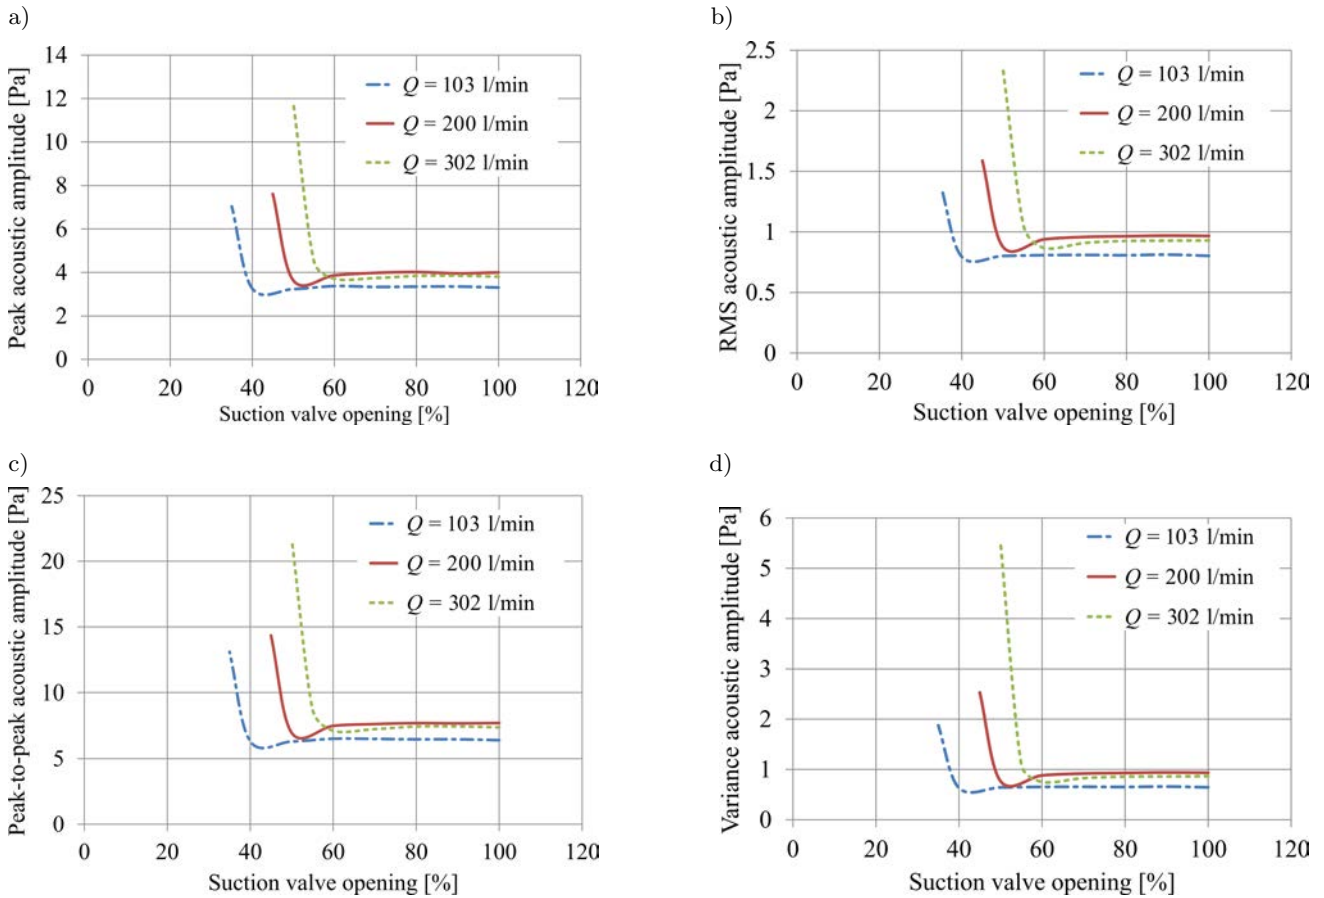 a)
Peak acoustic amplitude [Pa]
14
12
10
8
6
4
2
0
Q = 103 l/min
Q = 200 l/min
Q = 302 l/min
0 20 40 60 80 100 120
Suction valve opening [%]
b)
RMS acoustic amplitude [Pa]
2.5
2
1.5
1
0.5
0
Q = 103 l/min
Q = 200 l/min
Q = 302 l/min
0 20 40 60 80 100 120
Suction valve opening [%]
c)
Peak-to-peak acoustic amplitude [Pa]
25
20
15
10
5
0
Q = 103 l/min
Q = 200 l/min
Q = 302 l/min
0 20 40 60 80 100 120
Suction valve opening [%]
d)
Variance acoustic amplitude [Pa]
6
5
4
3
2
1
0
Q = 103 l/min
Q = 200 l/min
Q = 302 l/min
0 20 40 60 80 100 120
Suction valve opening [%]